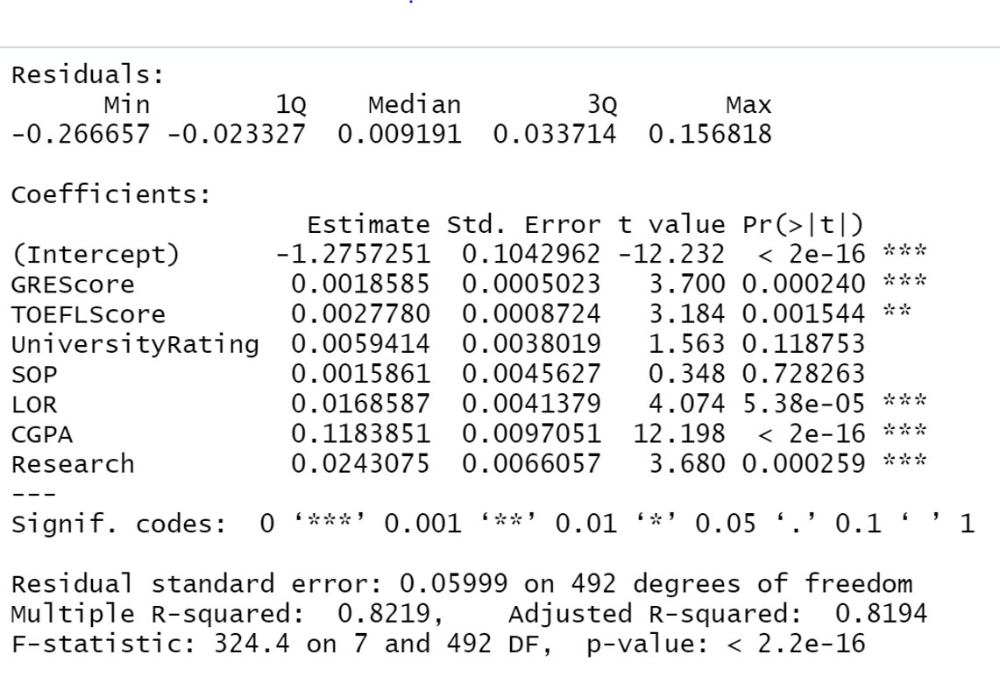 Residuals:
      Min        1Q    Median        3Q       Max
-0.266657 -0.023327  0.009191  0.033714  0.156818

Coefficients:
                   Estimate Std. Error t value Pr(>|t|)
(Intercept)      -1.2757251  0.1042962 -12.232  < 2e-16 ***
GREScore          0.0018585  0.0005023   3.700 0.000240 ***
TOEFLScore        0.0027780  0.0008724   3.184 0.001544 **
UniversityRating  0.0059414  0.0038019   1.563 0.118753
SOP               0.0015861  0.0045627   0.348 0.728263
LOR               0.0168587  0.0041379   4.074 5.38e-05 ***
CGPA              0.1183851  0.0097051  12.198  < 2e-16 ***
Research          0.0243075  0.0066057   3.680 0.000259 ***
---
Signif. codes:  0 ‘***’ 0.001 ‘**’ 0.01 ‘*’ 0.05 ‘.’ 0.1 ‘ ’ 1

Residual standard error: 0.05999 on 492 degrees of freedom
Multiple R-squared:  0.8219,    Adjusted R-squared:  0.8194
F-statistic: 324.4 on 7 and 492 DF,  p-value: < 2.2e-16